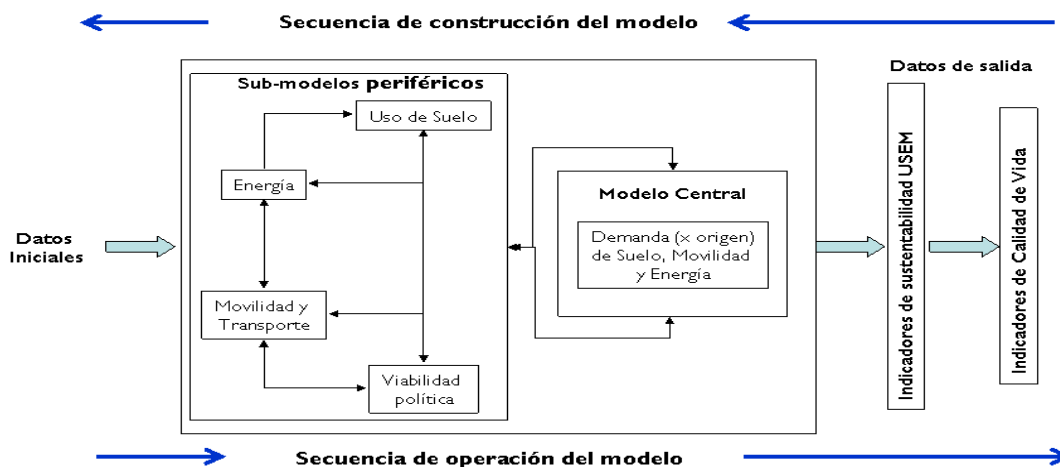 Secuencia de construcción del modelo
Datos de salida
Sub-modelos periféricos
Uso de Suelo
Energía
Modelo Central
Demanda (x origen)
de Suelo, Movilidad
y Energía
Datos
Iniciales
Movilidad y
Transporte
Viabilidad
política
Indicadores de sustentabilidad USEM
Indicadores de Calidad de Vida
Secuencia de operación del modelo